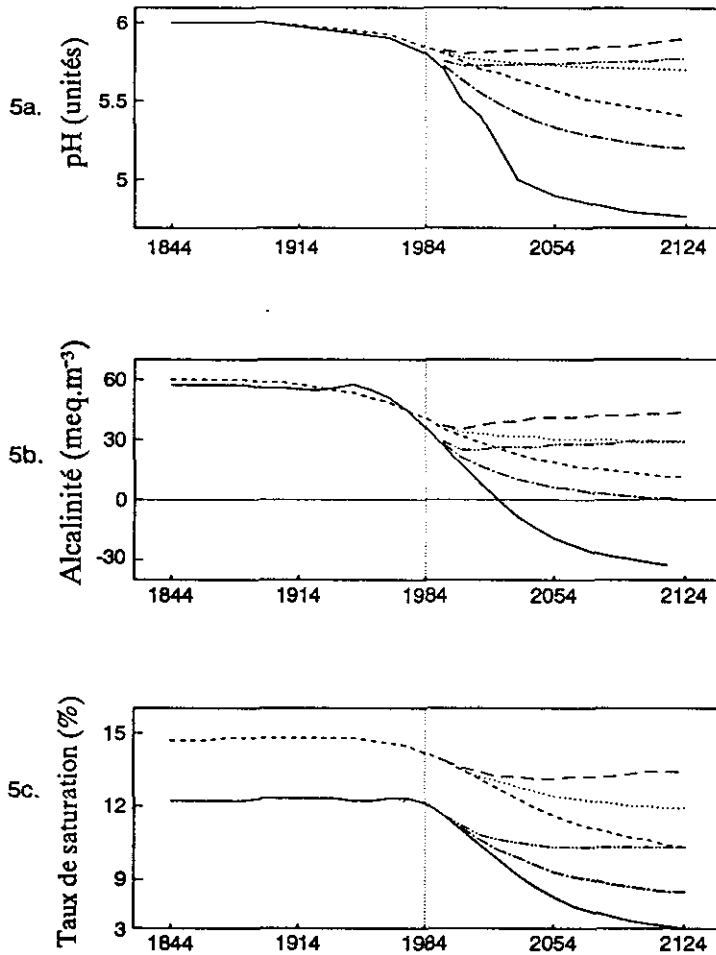 5a.
pH (unités)
6
5.5
5
1844 1914 1984 2054 2124
5b.
Alcalinité (meq.m⁻³)
60
30
0
-30
1844 1914 1984 2054 2124
5c.
Taux de saturation (%)
15
12
9
3
1844 1914 1984 2054 2124